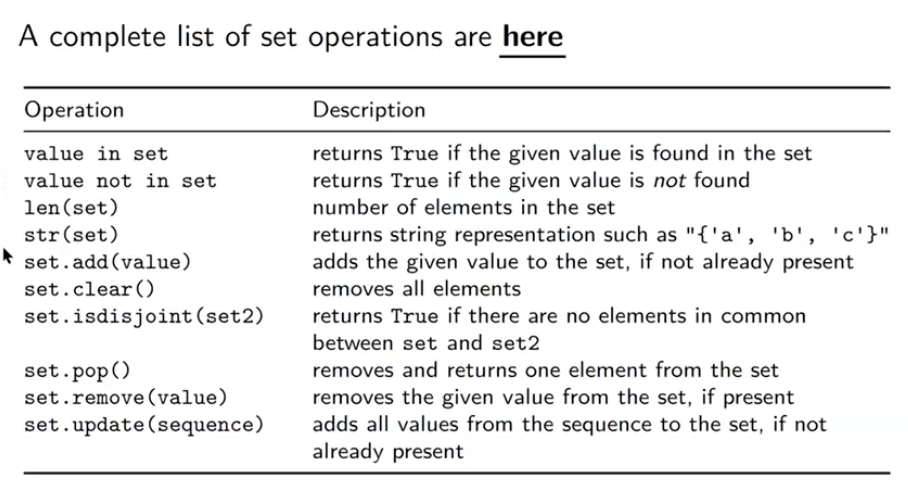 A complete list of set operations are here
Operation Description
value in set returns True if the given value is found in the set
value not in set returns True if the given value is not found
len(set) number of elements in the set
str(set) returns string representation such as "{'a', 'b', 'c'}"
set.add(value) adds the given value to the set, if not already present
set.clear() removes all elements
set.isdisjoint(set2) returns True if there are no elements in common
between set and set2
set.pop() removes and returns one element from the set
set.remove(value) removes the given value from the set, if present
set.update(sequence) adds all values from the sequence to the set, if not
already present